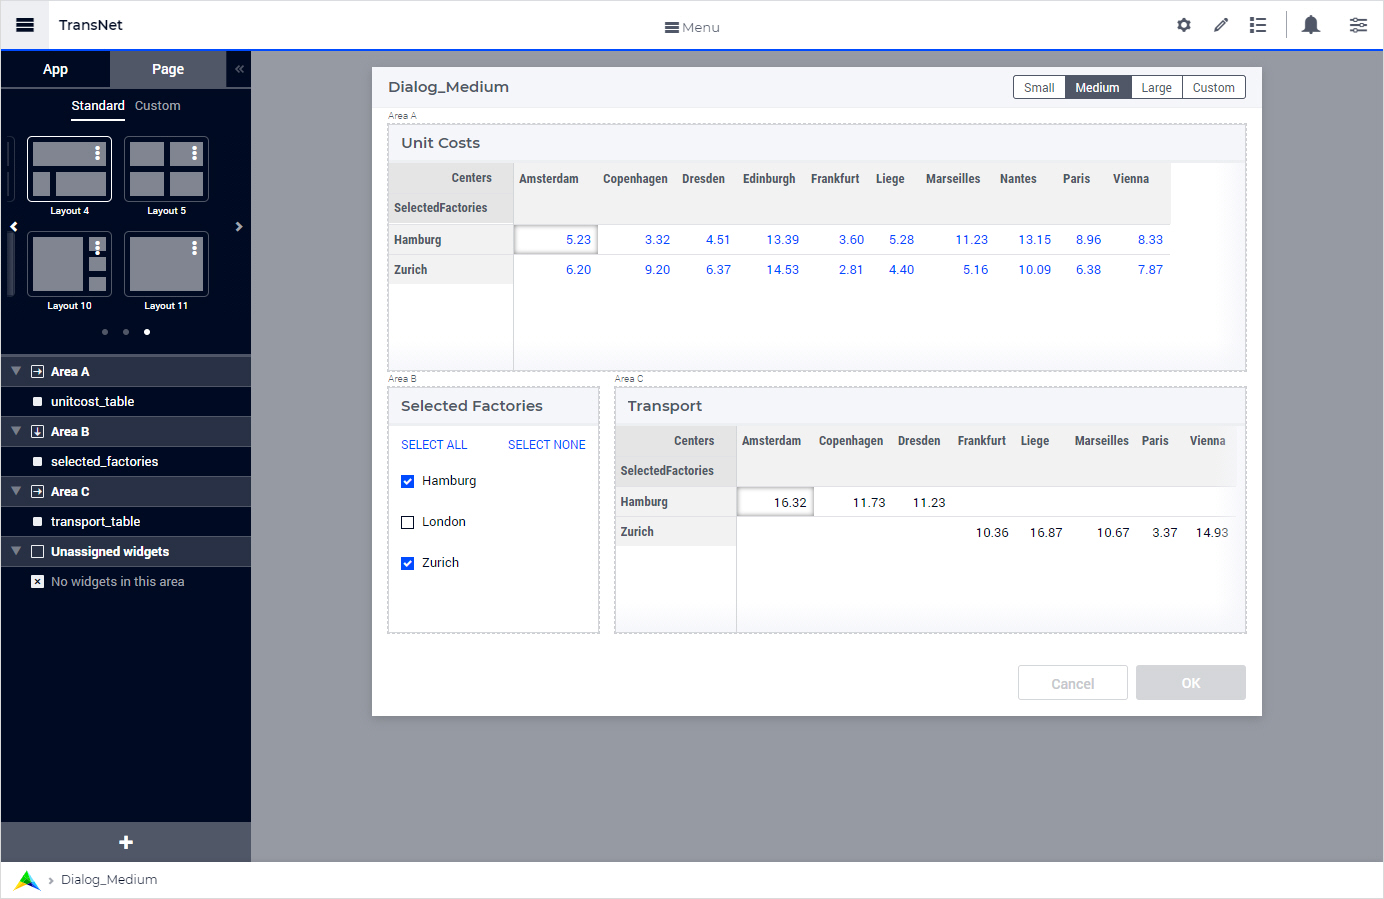 TransNet
Menu
App Page «
Standard Custom
Layout 4 Layout 5
Layout 10 Layout 11
Area A
unitcost_table
Area B
selected_factories
Area C
transport_table
Unassigned widgets
No widgets in this area
+
Dialog_Medium
Small Medium Large Custom
Area A
Unit Costs
Centers Amsterdam Copenhagen Dresden Edinburgh Frankfurt Liege Marseilles Nantes Paris Vienna
SelectedFactories
Hamburg 5.23 3.32 4.51 13.39 3.60 5.28 11.23 13.15 8.96 8.33
Zurich 6.20 9.20 6.37 14.53 2.81 4.40 5.16 10.09 6.38 7.87
Area B
Selected Factories
SELECT ALL SELECT NONE
Hamburg
London
Zurich
Area C
Transport
Centers Amsterdam Copenhagen Dresden Frankfurt Liege Marseilles Paris Vienna
SelectedFactories
Hamburg 16.32 11.73 11.23
Zurich 10.36 16.87 10.67 3.37 14.93
Cancel OK
› Dialog_Medium